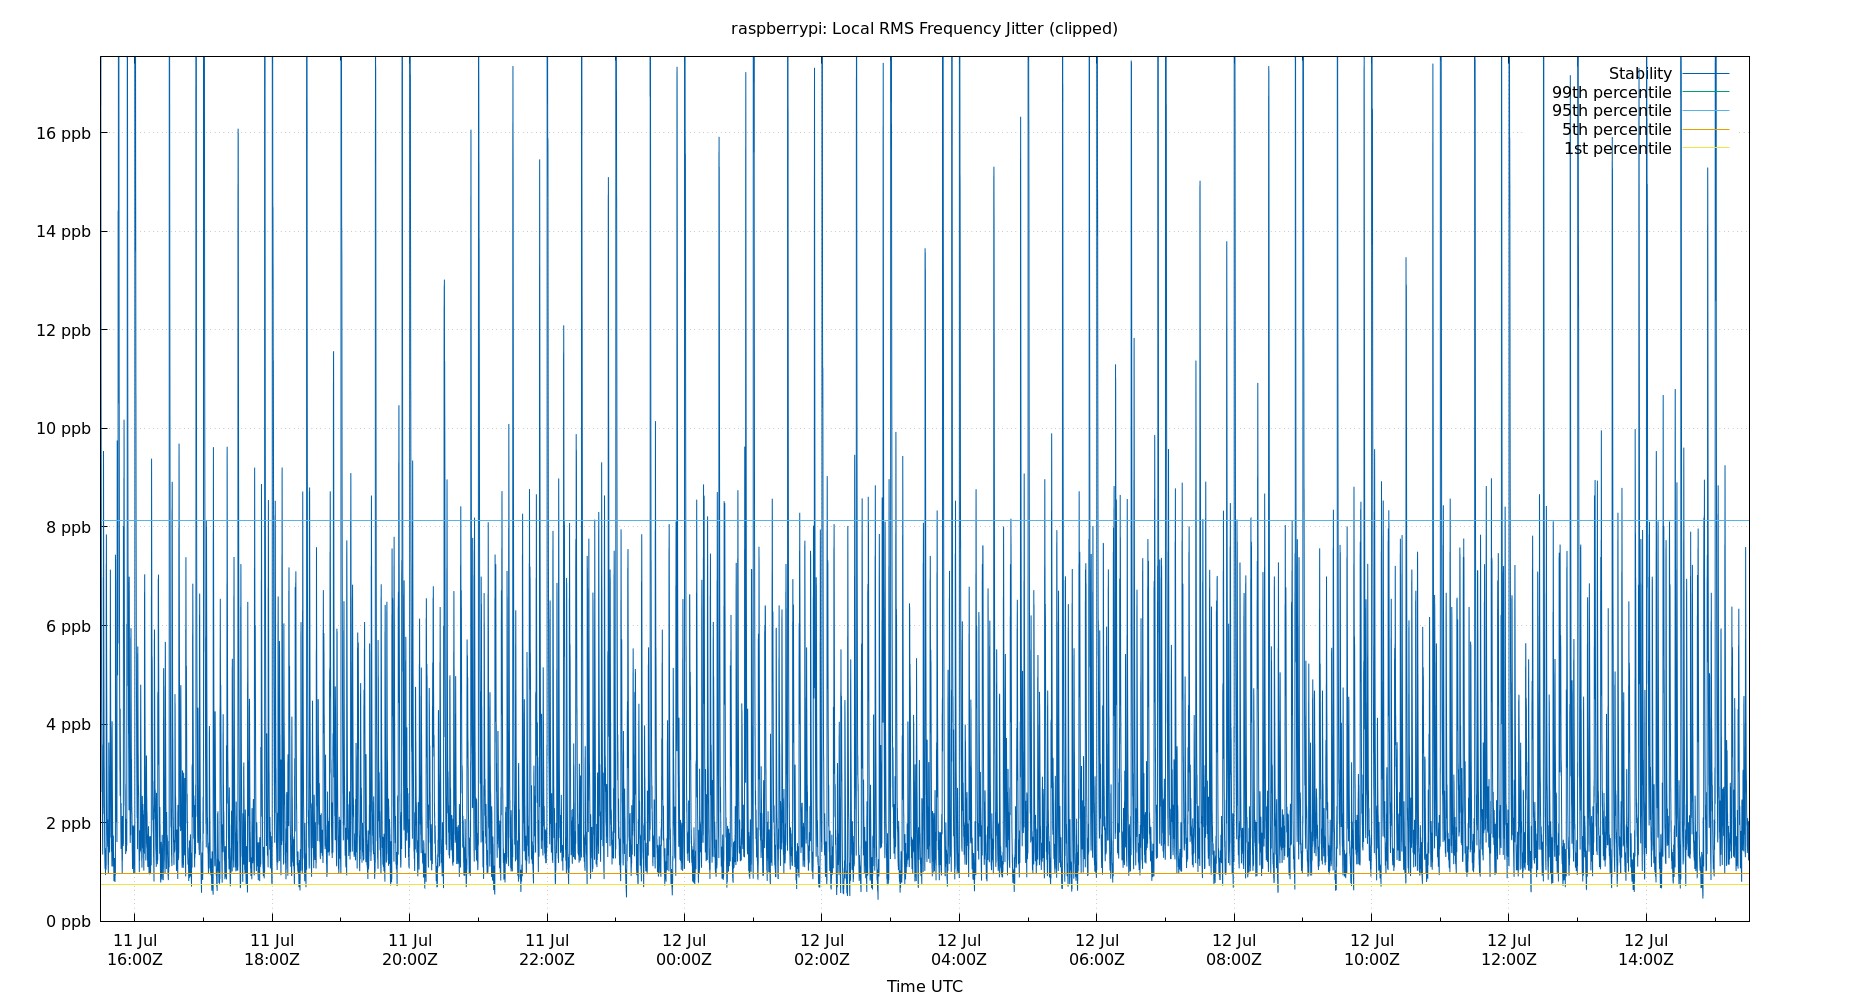 raspberrypi: Local RMS Frequency Jitter (clipped)
Stability
99th percentile
95th percentile
5th percentile
1st percentile
16 ppb
14 ppb
12 ppb
10 ppb
8 ppb
6 ppb
4 ppb
2 ppb
0 ppb
11 Jul 11 Jul 11 Jul 11 Jul 12 Jul 12 Jul 12 Jul 12 Jul 12 Jul 12 Jul 12 Jul 12 Jul
16:00Z 18:00Z 20:00Z 22:00Z 00:00Z 02:00Z 04:00Z 06:00Z 08:00Z 10:00Z 12:00Z 14:00Z
Time UTC